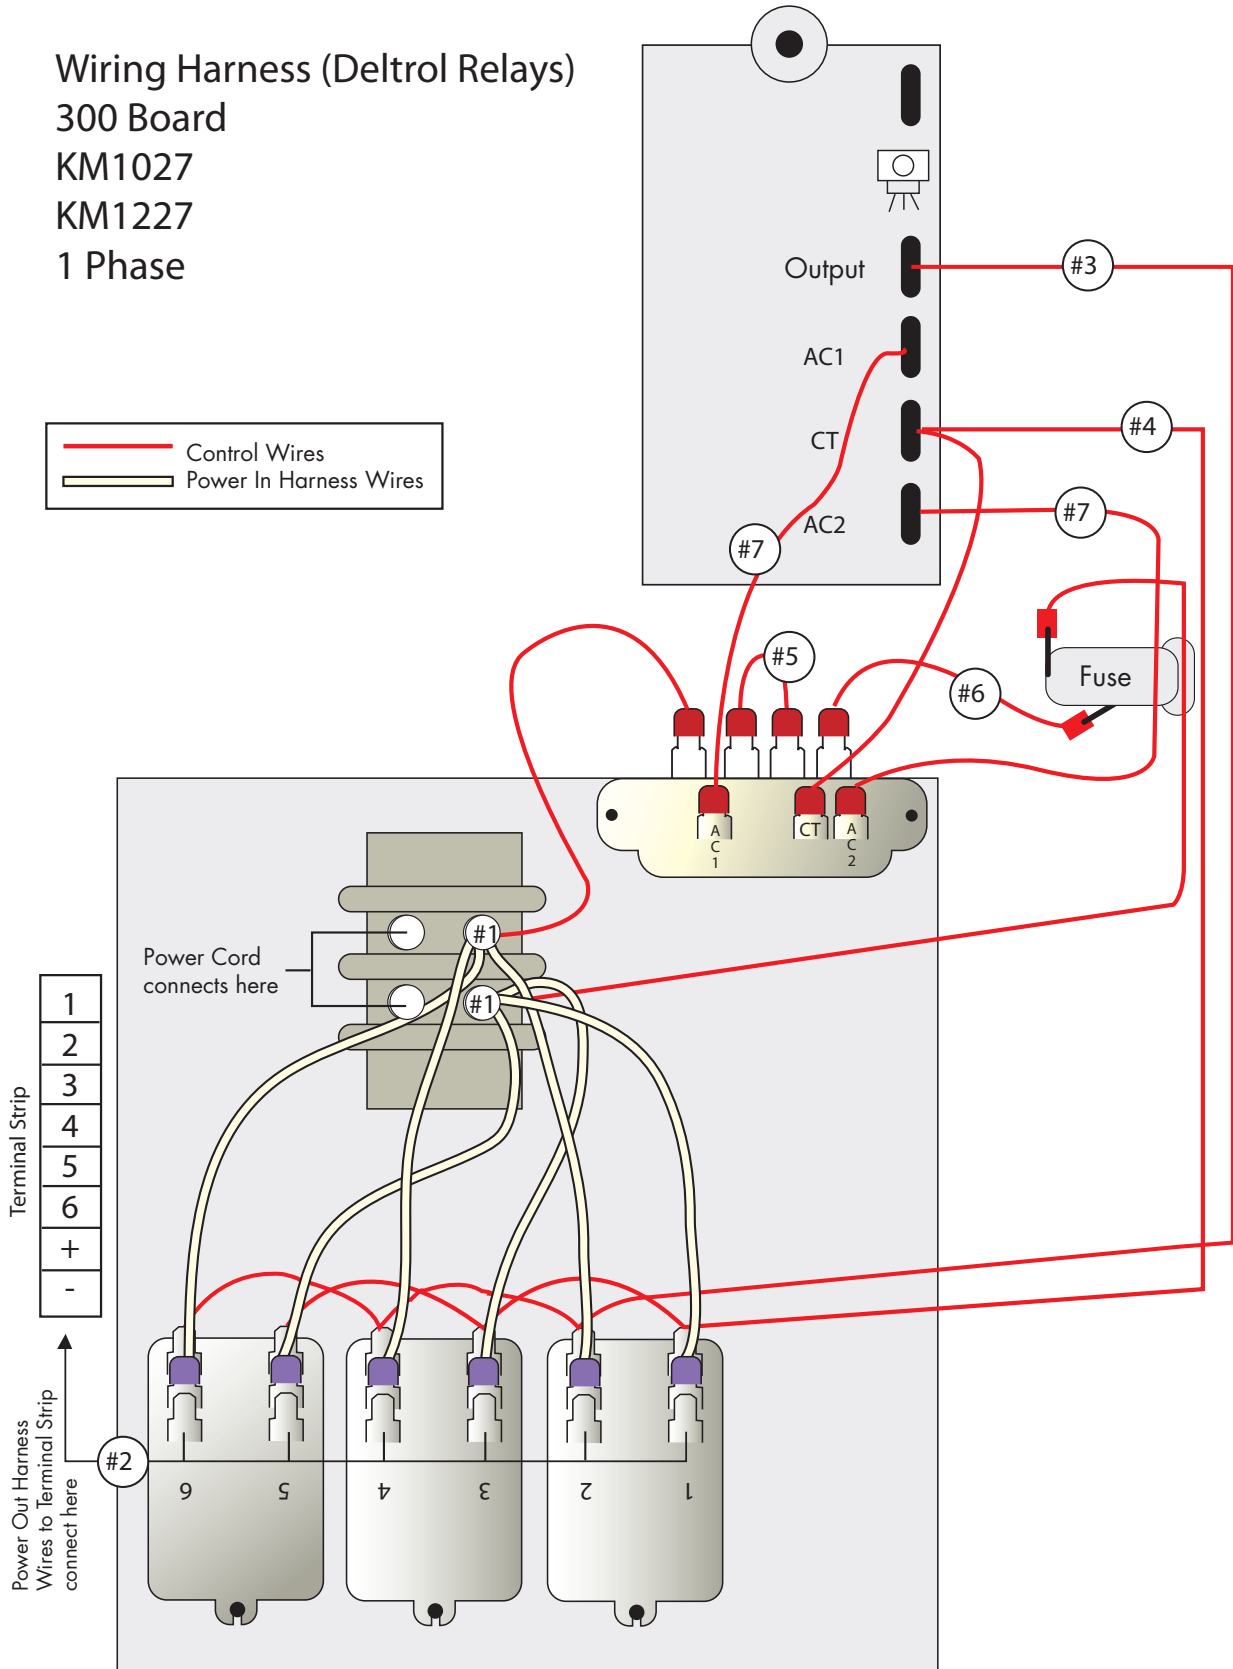 Wiring Harness (Deltrol Relays)
300 Board
KM1027
KM1227
1 Phase
Output
#3
AC1
Control Wires
Power In Harness Wires
CT
#4
AC2
#7
#7
#5
#6
Fuse
A
C
1
CT
A
C
2
Power Cord
connects here
#1
#1
Terminal Strip
1
2
3
4
5
6
+
-
Power Out Harness
Wires to Terminal Strip
connect here
#2
6
5
4
3
2
1